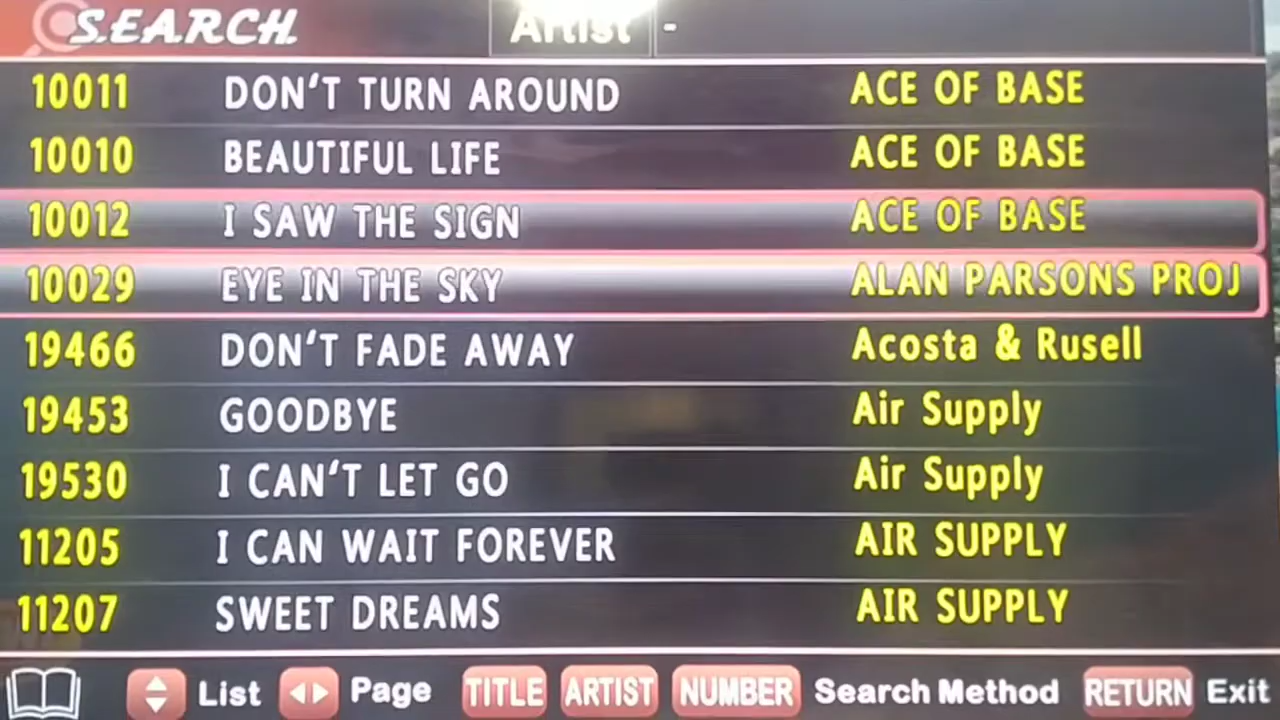 SEARCH Artist -
10011 DON'T TURN AROUND ACE OF BASE
10010 BEAUTIFUL LIFE ACE OF BASE
10012 I SAW THE SIGN ACE OF BASE
10029 EYE IN THE SKY ALAN PARSONS PROJ
19466 DON'T FADE AWAY Acosta & Rusell
19453 GOODBYE Air Supply
19530 I CAN'T LET GO Air Supply
11205 I CAN WAIT FOREVER AIR SUPPLY
11207 SWEET DREAMS AIR SUPPLY
List Page TITLE ARTIST NUMBER Search Method RETURN Exit